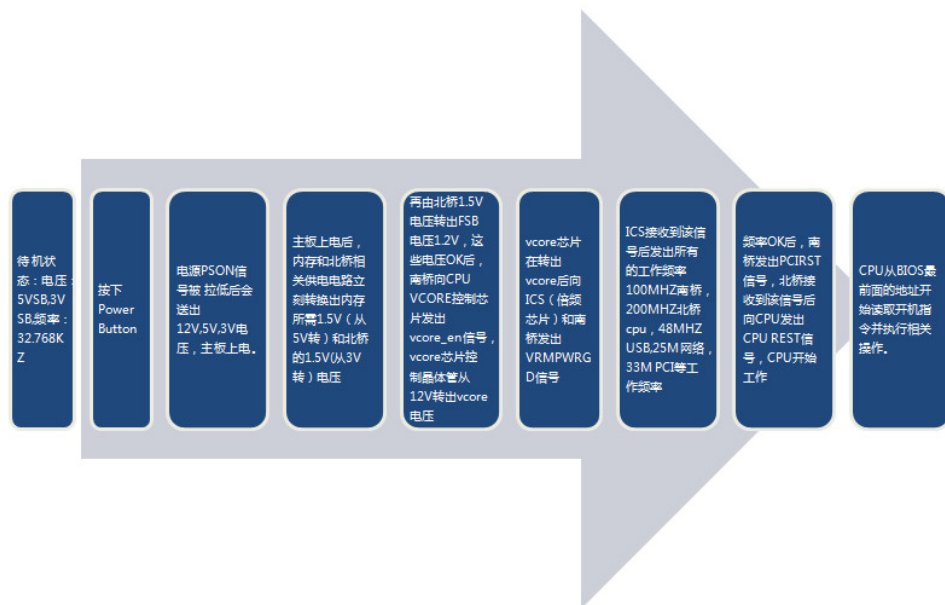 待机状
态：电压：
5VSB,3V
SB,频率：
32.768K
Z
按下
Power
Button
电源PSON信
号被 拉低后会
送出
12V,5V,3V电
压，主板上电。
主板上电后，
内存和北桥相
关供电电路立
刻转换出内存
所需1.5V（从
5V转）和北桥
的1.5V(从3V
转）电压
再由北桥1.5V
电压转出FSB
电压1.2V，这
些电压OK后，
南桥向CPU
VCORE控制芯
片发出
vcore_en信号，
vcore芯片控
制晶体管从
12V转出vcore
电压
vcore芯片
在转出
vcore后向
ICS（倍频
芯片）和南
桥发出
VRMPWRG
D信号
ICS接收到该信
号后发出所有
的工作频率
100MHZ南桥，
200MHZ北桥
cpu，48MHZ
USB,25M 网络，
33M PCI等工
作频率
频率OK后，南
桥发出PCIRST
信号，北桥接
收到该信号后
向CPU发出
CPU REST信
号，CPU开始
工作
CPU从BIOS最
前面的地址开
始读取开机指
令并执行相关
操作。